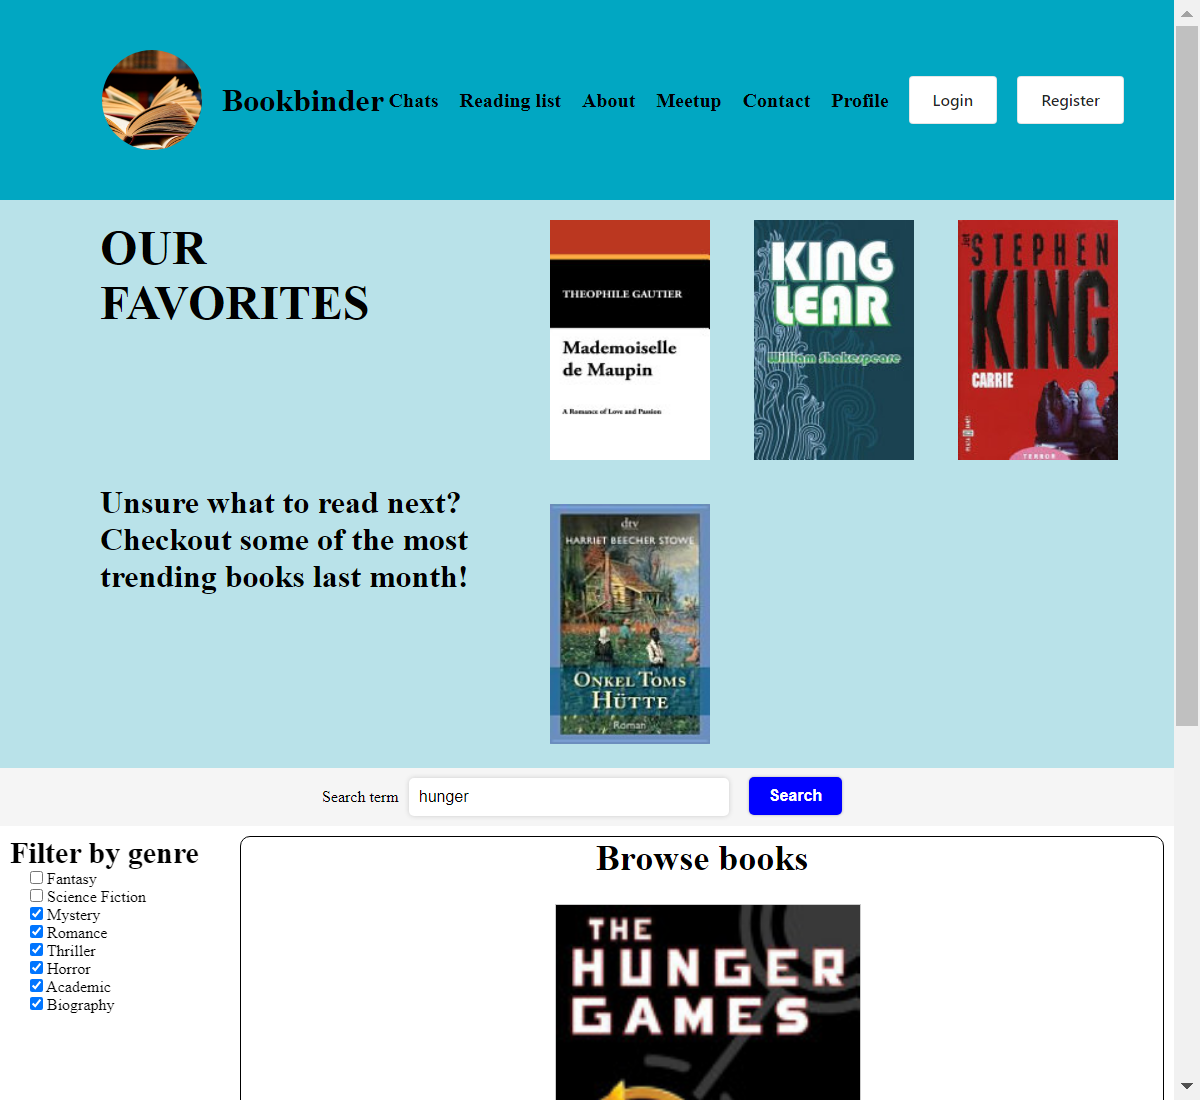 Bookbinder Chats Reading list About Meetup Contact Profile Login Register
OUR
FAVORITES
THEOPHILE GAUTIER
Mademoiselle
de Maupin
A Romance of Love and Passion
KING
LEAR
William Shakespeare
STEPHEN
KING
CARRIE
TERROR
Unsure what to read next?
Checkout some of the most
trending books last month!
dtv
HARRIET BEECHER STOWE
ONKEL TOMS
HÜTTE
Roman
Search term hunger Search
Filter by genre
Fantasy
Science Fiction
Mystery
Romance
Thriller
Horror
Academic
Biography
Browse books
THE
HUNGER
GAMES